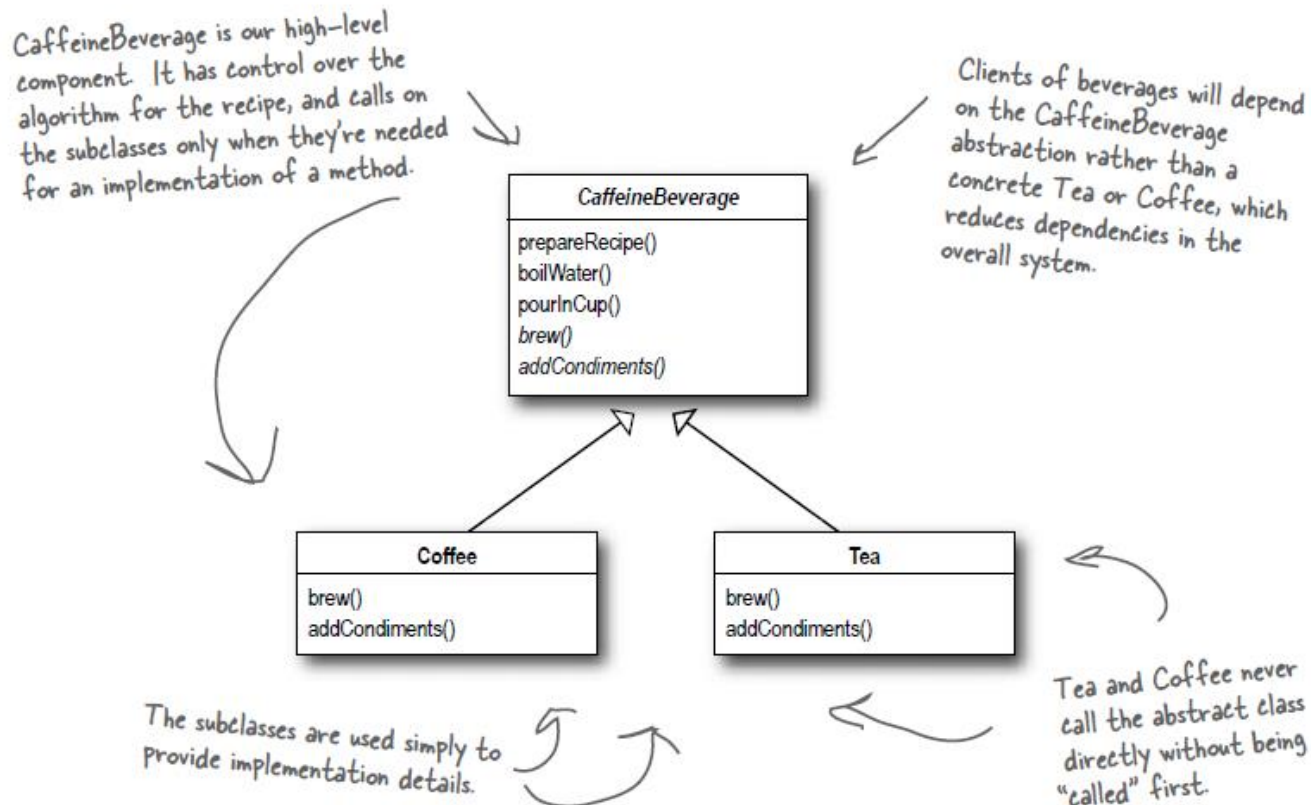 CaffeineBeverage is our high-level
component. It has control over the
algorithm for the recipe, and calls on
the subclasses only when they're needed
for an implementation of a method.
Clients of beverages will depend
on the CaffeineBeverage
abstraction rather than a
concrete Tea or Coffee, which
reduces dependencies in the
overall system.
CaffeineBeverage
prepareRecipe()
boilWater()
pourInCup()
brew()
addCondiments()
Coffee
brew()
addCondiments()
Tea
brew()
addCondiments()
The subclasses are used simply to
provide implementation details.
Tea and Coffee never
call the abstract class
directly without being
"called" first.